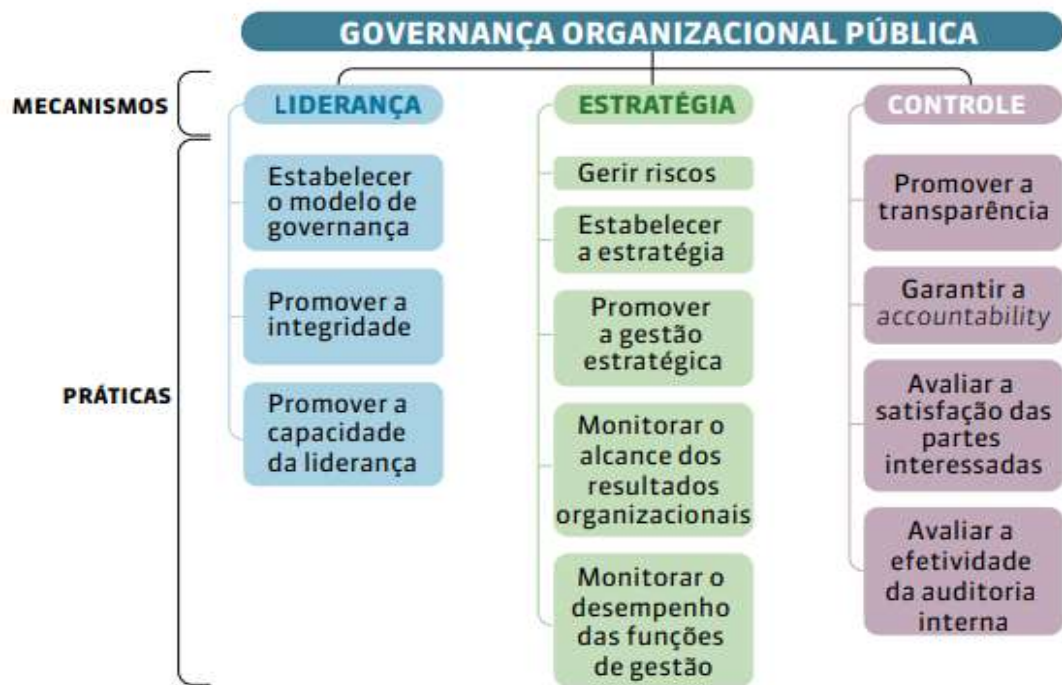 GOVERNANÇA ORGANIZACIONAL PÚBLICA
MECANISMOS
LIDERANÇA
ESTRATÉGIA
CONTROLE
PRÁTICAS
Estabelecer
o modelo de
governança
Promover a
integridade
Promover a
capacidade
da liderança
Gerir riscos
Estabelecer
a estratégia
Promover
a gestão
estratégica
Monitorar o
alcance dos
resultados
organizacionais
Monitorar o
desempenho
das funções
de gestão
Promover a
transparência
Garantir a
accountability
Avaliar a
satisfação das
partes
interessadas
Avaliar a
efetividade
da auditoria
interna